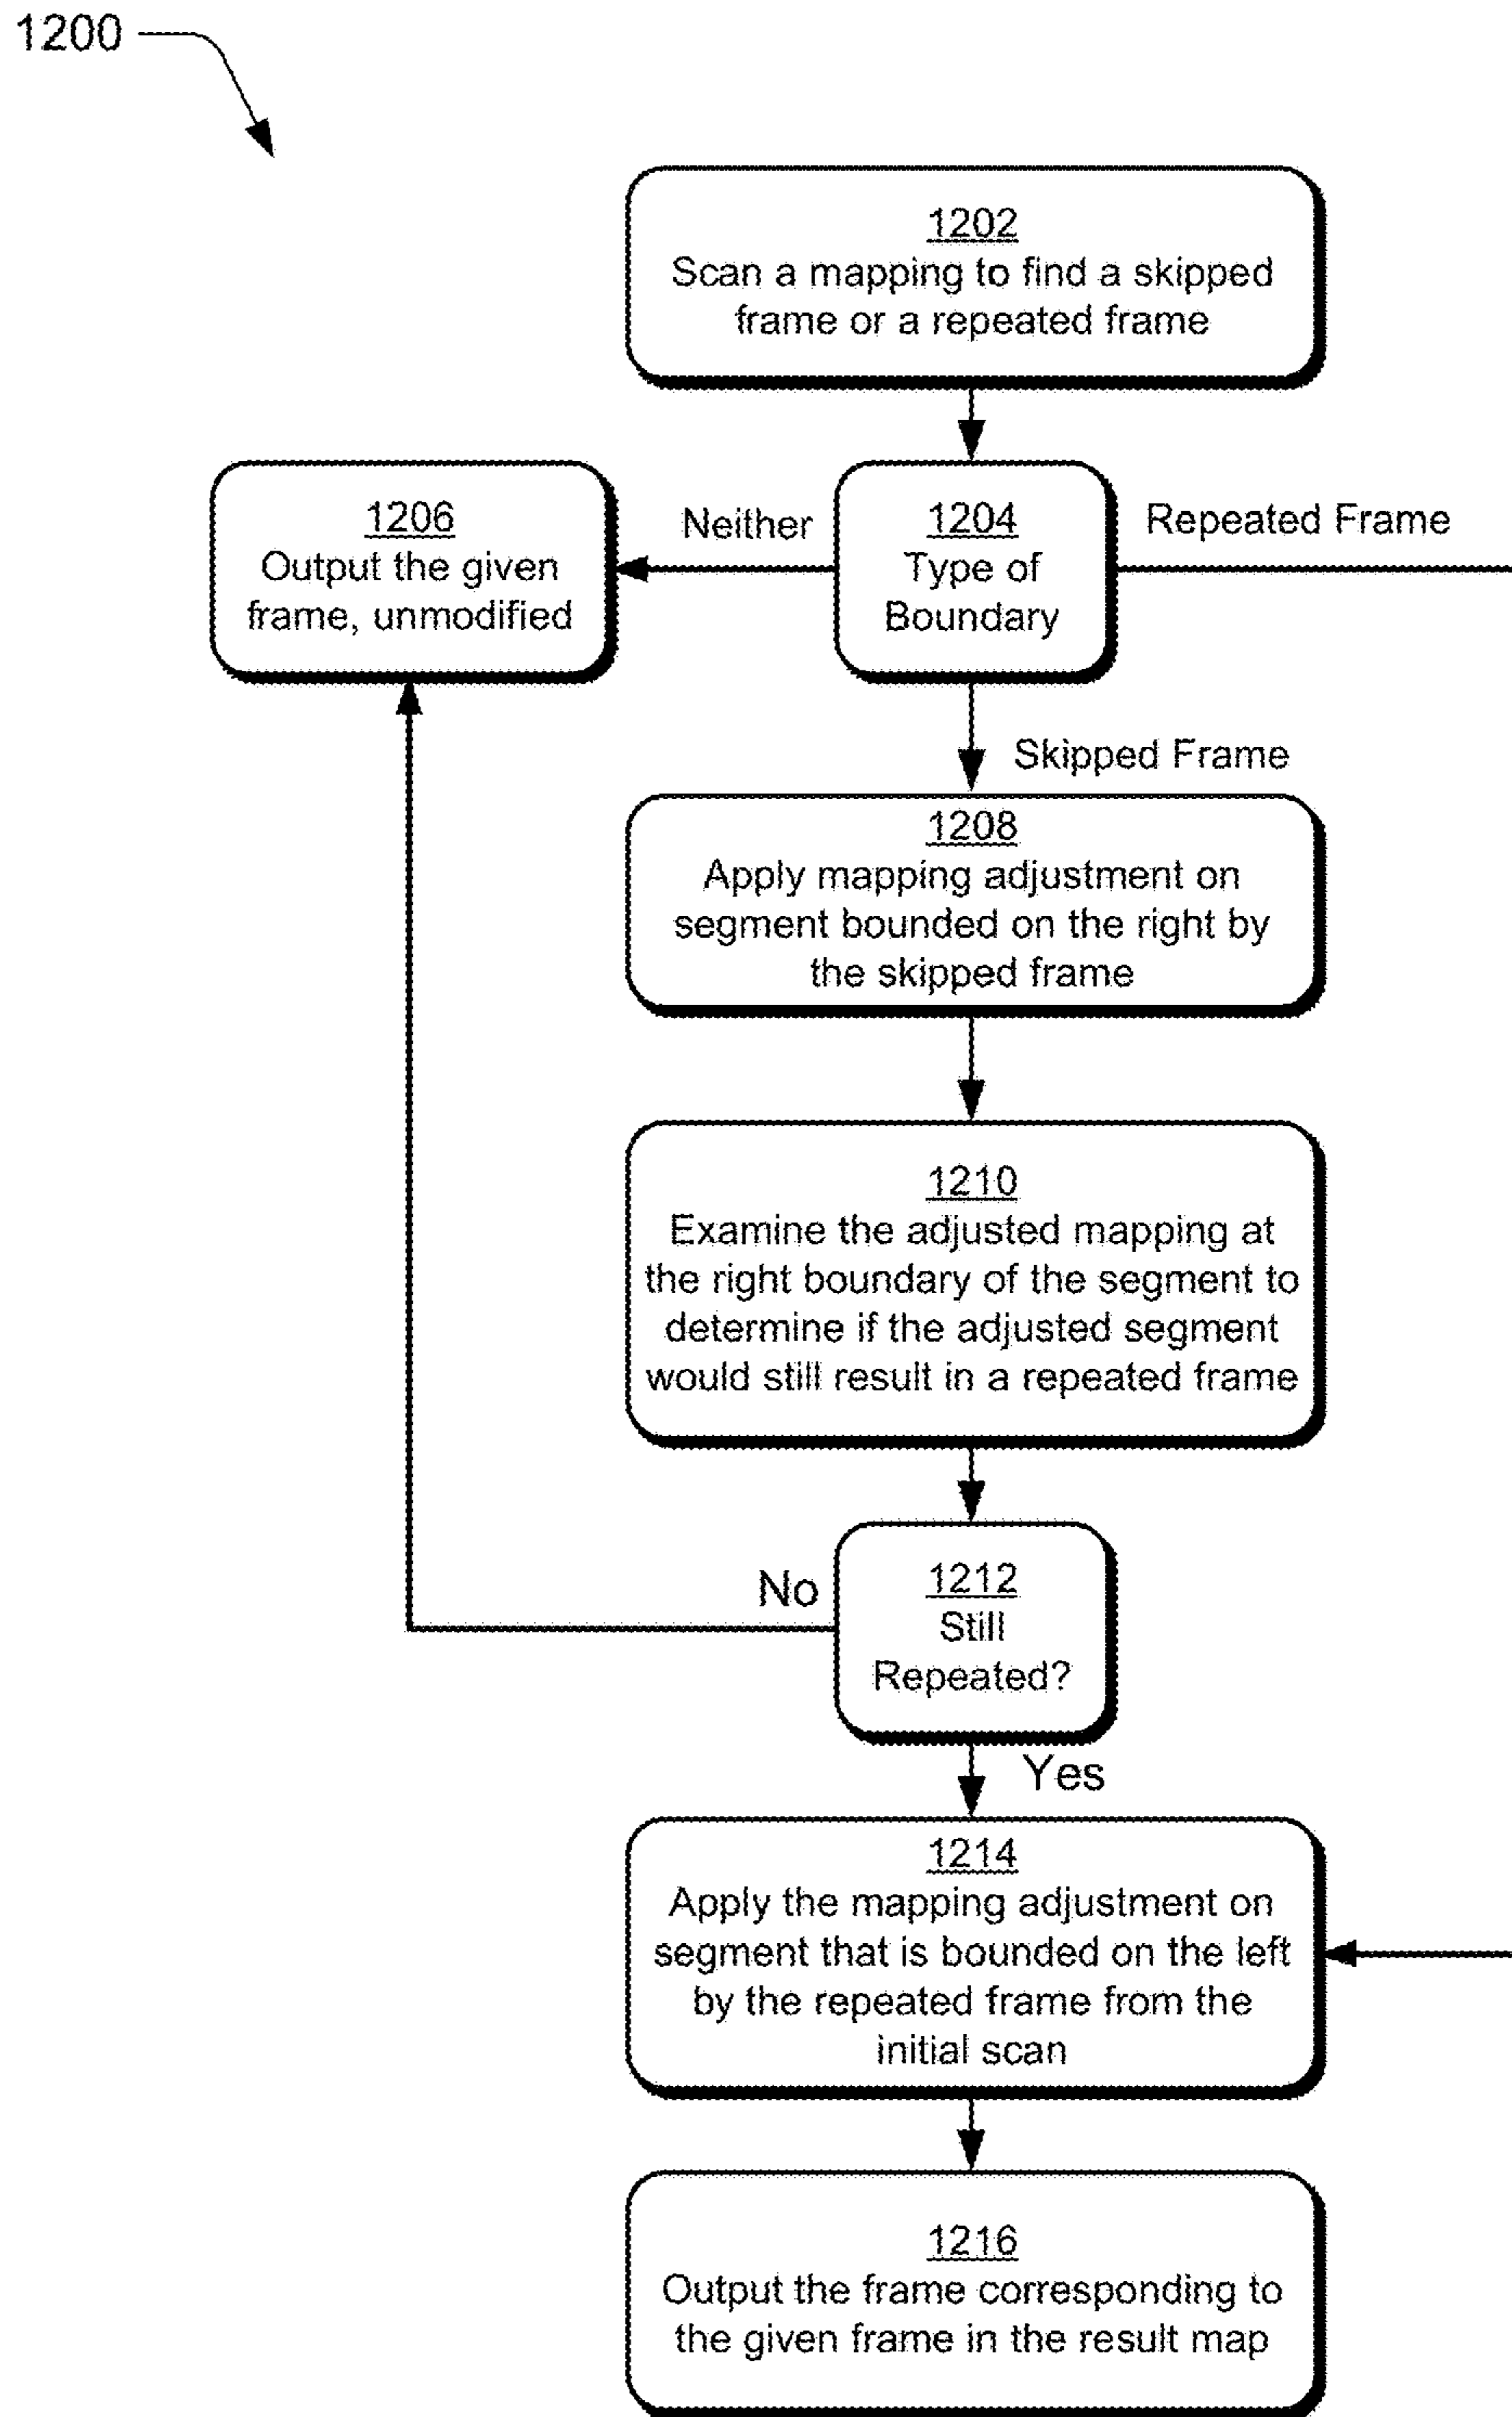 1200
1202
Scan a mapping to find a skipped
frame or a repeated frame
1206
Output the given
frame, unmodified
Neither
1204
Type of
Boundary
Repeated Frame
Skipped Frame
1208
Apply mapping adjustment on
segment bounded on the right by
the skipped frame
1210
Examine the adjusted mapping at
the right boundary of the segment to
determine if the adjusted segment
would still result in a repeated frame
No
1212
Still
Repeated?
Yes
1214
Apply the mapping adjustment on
segment that is bounded on the left
by the repeated frame from the
initial scan
1216
Output the frame corresponding to
the given frame in the result map